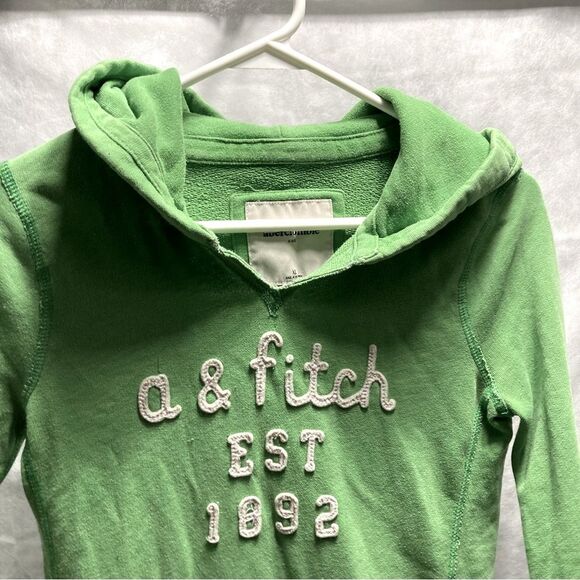 abercrombie
a & fitch
EST
1892